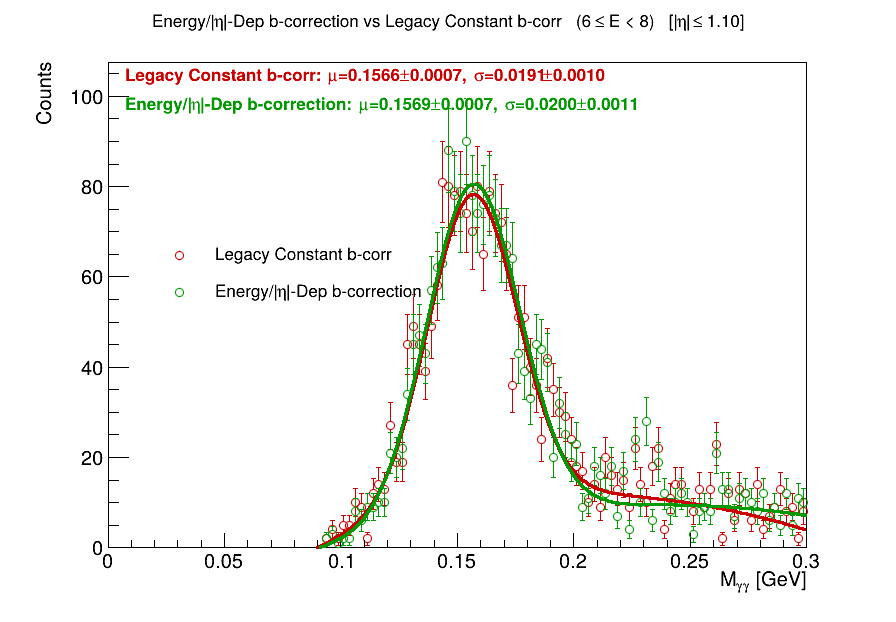 Energy/|η|-Dep b-correction vs Legacy Constant b-corr (6 ≤ E < 8) [|η| ≤ 1.10]
Counts
Legacy Constant b-corr: μ=0.1566±0.0007, σ=0.0191±0.0010
Energy/|η|-Dep b-correction: μ=0.1569±0.0007, σ=0.0200±0.0011
100
80
Legacy Constant b-corr
Energy/|η|-Dep b-correction
60
40
20
0
0 0.05 0.1 0.15 0.2 0.25 0.3
Mγγ [GeV]